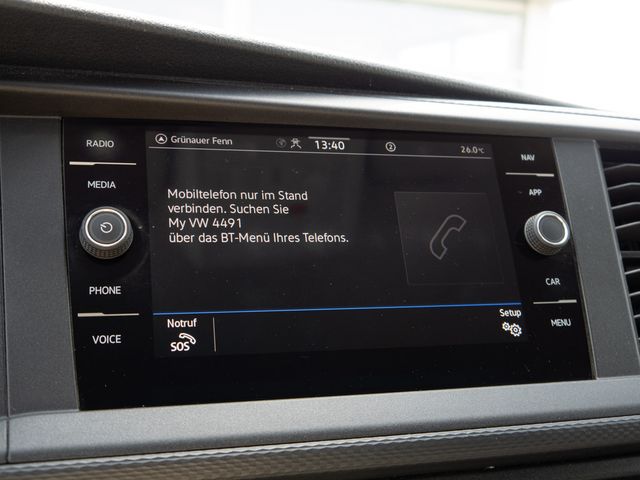 RADIO
MEDIA
PHONE
VOICE
Grünauer Fenn
13:40
2
26.0°C
Mobiltelefon nur im Stand
verbinden. Suchen Sie
My VW 4491
über das BT-Menü Ihres Telefons.
Notruf
SOS
Setup
NAV
APP
CAR
MENU